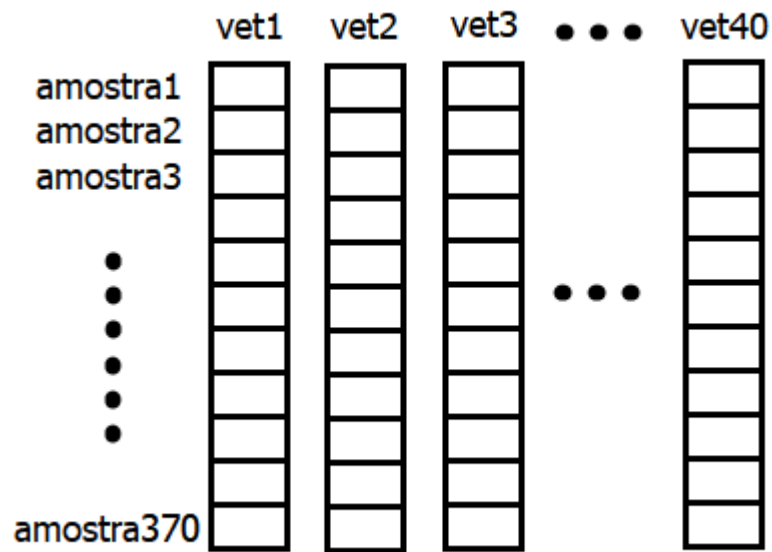 vet1 vet2 vet3 ●●● vet40
amostra1
amostra2
amostra3
amostra370